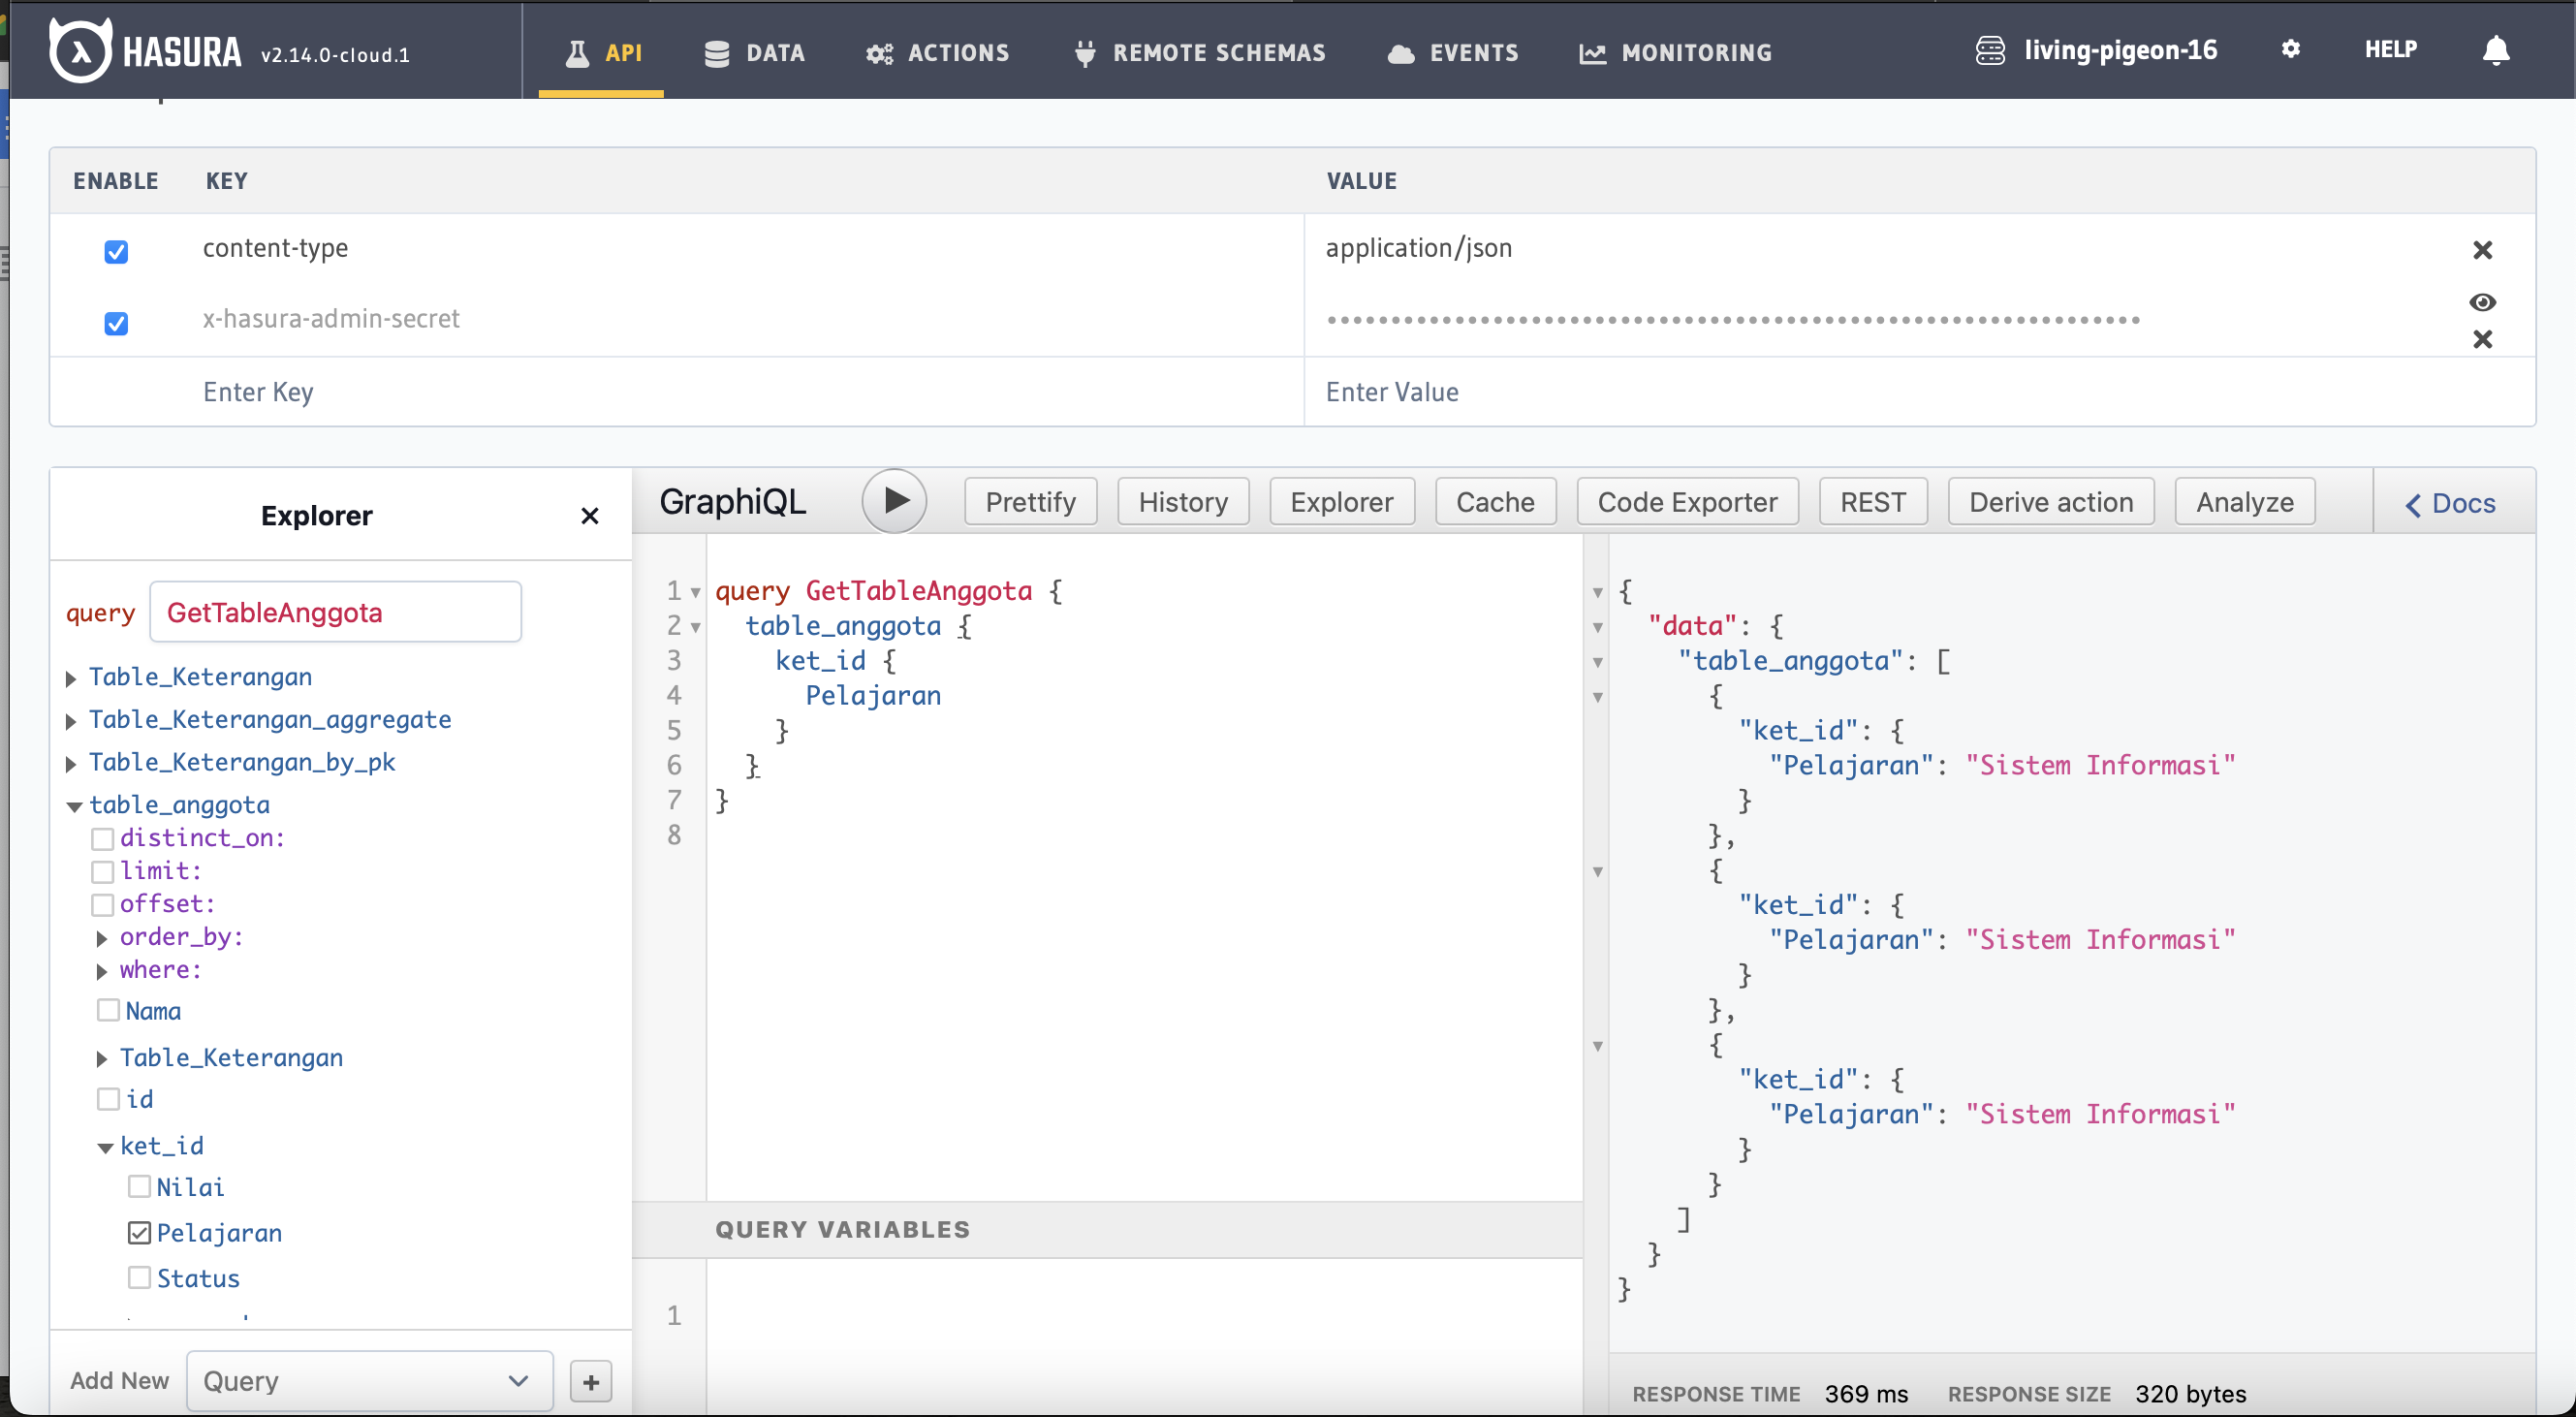 HASURA v2.14.0-cloud.1 API DATA ACTIONS REMOTE SCHEMAS EVENTS MONITORING living-pigeon-16 HELP
ENABLE KEY VALUE
content-type application/json
x-hasura-admin-secret ••••••••••••••••••••••••••••••••••••••••••••••••••••••••••••••••
Enter Key Enter Value
Explorer
GraphiQL Prettify History Explorer Cache Code Exporter REST Derive action Analyze Docs
query GetTableAnggota
Table_Keterangan
Table_Keterangan_aggregate
Table_Keterangan_by_pk
table_anggota
distinct_on:
limit:
offset:
order_by:
where:
Nama
Table_Keterangan
id
ket_id
Nilai
Pelajaran
Status
Add New Query +
1 query GetTableAnggota {
2 table_anggota {
3 ket_id {
4 Pelajaran
5 }
6 }
7 }
8
QUERY VARIABLES
1
{
"data": {
"table_anggota": [
{
"ket_id": {
"Pelajaran": "Sistem Informasi"
}
},
{
"ket_id": {
"Pelajaran": "Sistem Informasi"
}
},
{
"ket_id": {
"Pelajaran": "Sistem Informasi"
}
}
]
}
}
RESPONSE TIME 369 ms RESPONSE SIZE 320 bytes